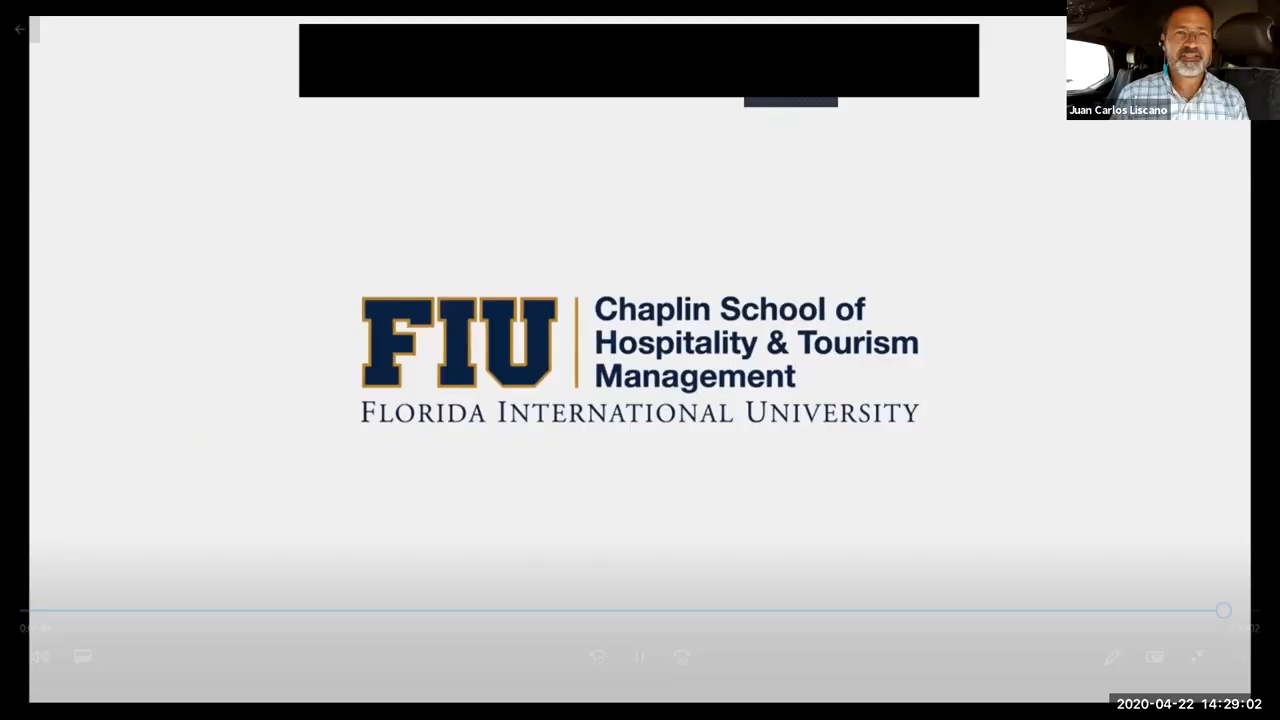 Juan Carlos Liscano
FIU
Chaplin School of
Hospitality & Tourism
Management
FLORIDA INTERNATIONAL UNIVERSITY
2020-04-22 14:29:02